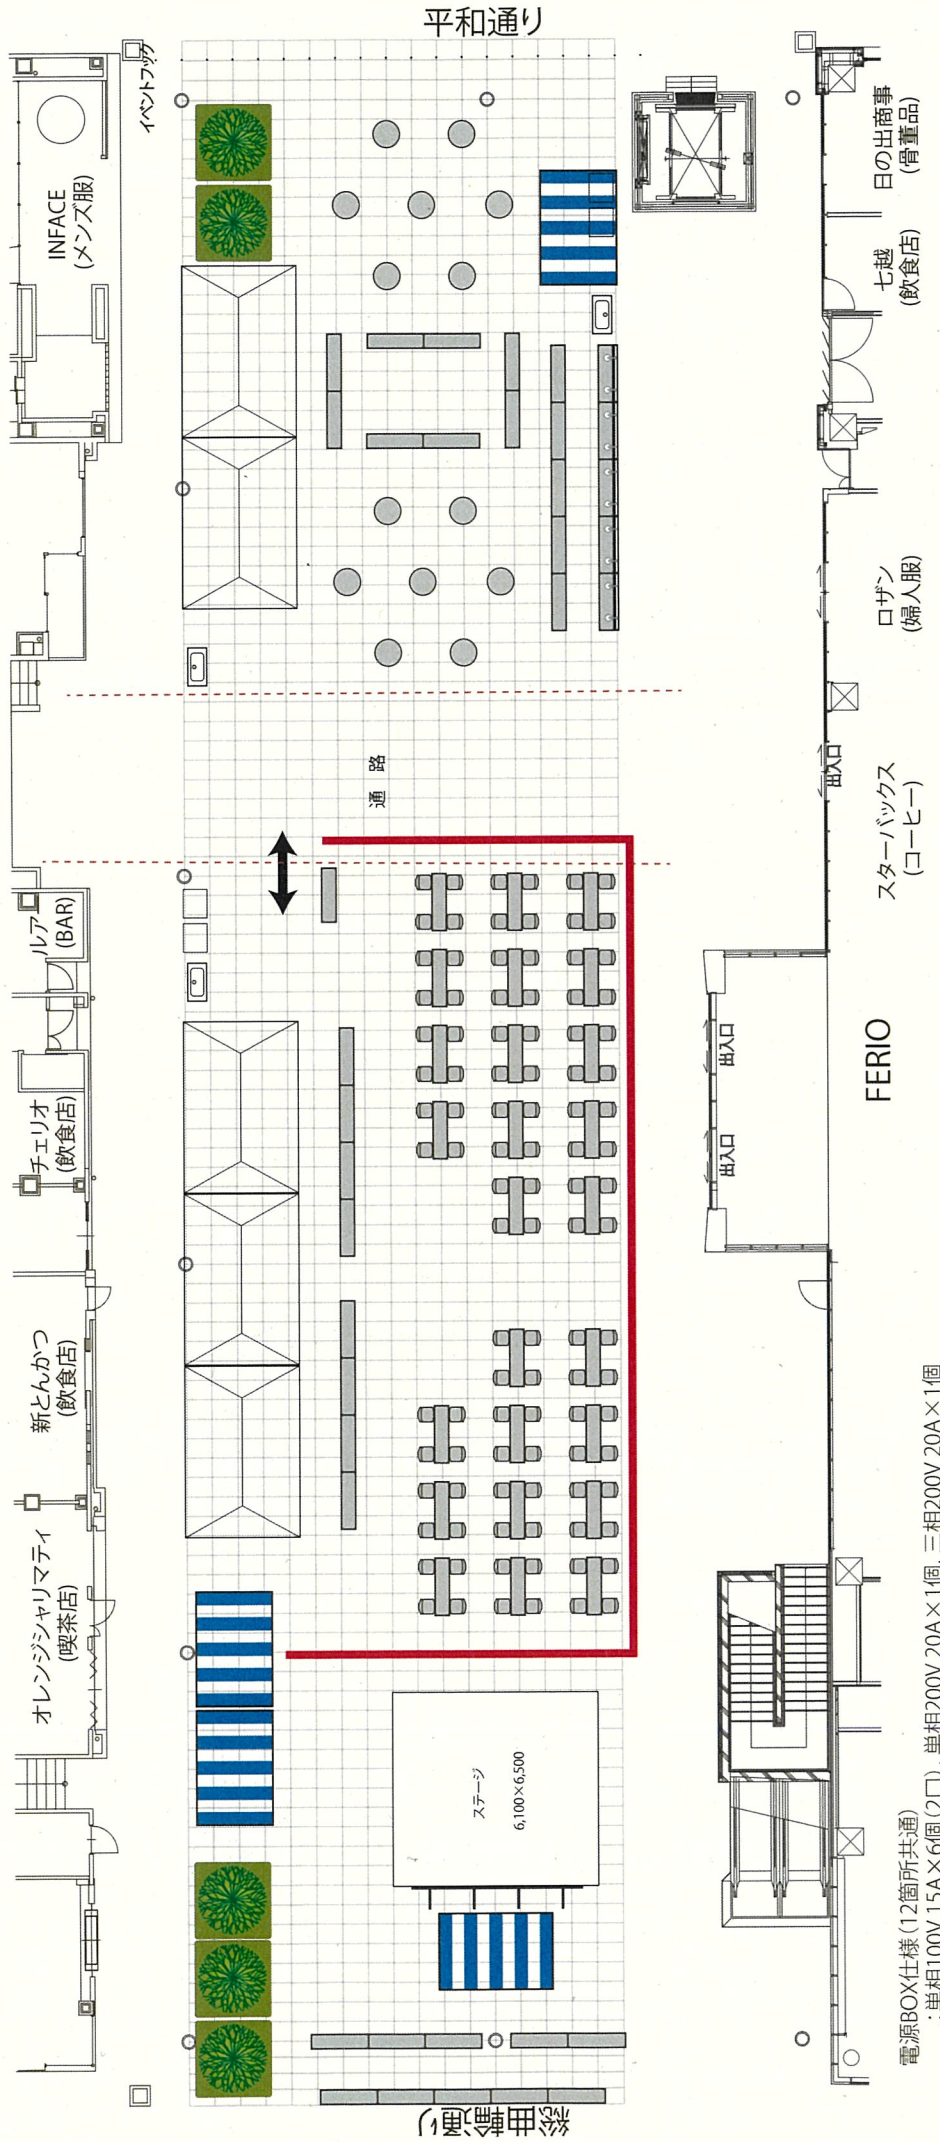 平和通り
イベントフック
INFACE
(メンズ服)
日の出商事
(骨董品)
七越
(飲食店)
ロザン
(婦人服)
通 路
出入口
スターバックス
(コーヒー)
ルア
(BAR)
チェリオ
(飲食店)
出入口
出入口
FERIO
新とんかつ
(飲食店)
オレンジシャリマティ
(喫茶店)
ステージ
6,100×6,500
総曲輪通り
電源BOX仕様(12箇所共通)
:単相100V 15A×6個(2口)、単相200V 20A×1個、三相200V 20A×1個